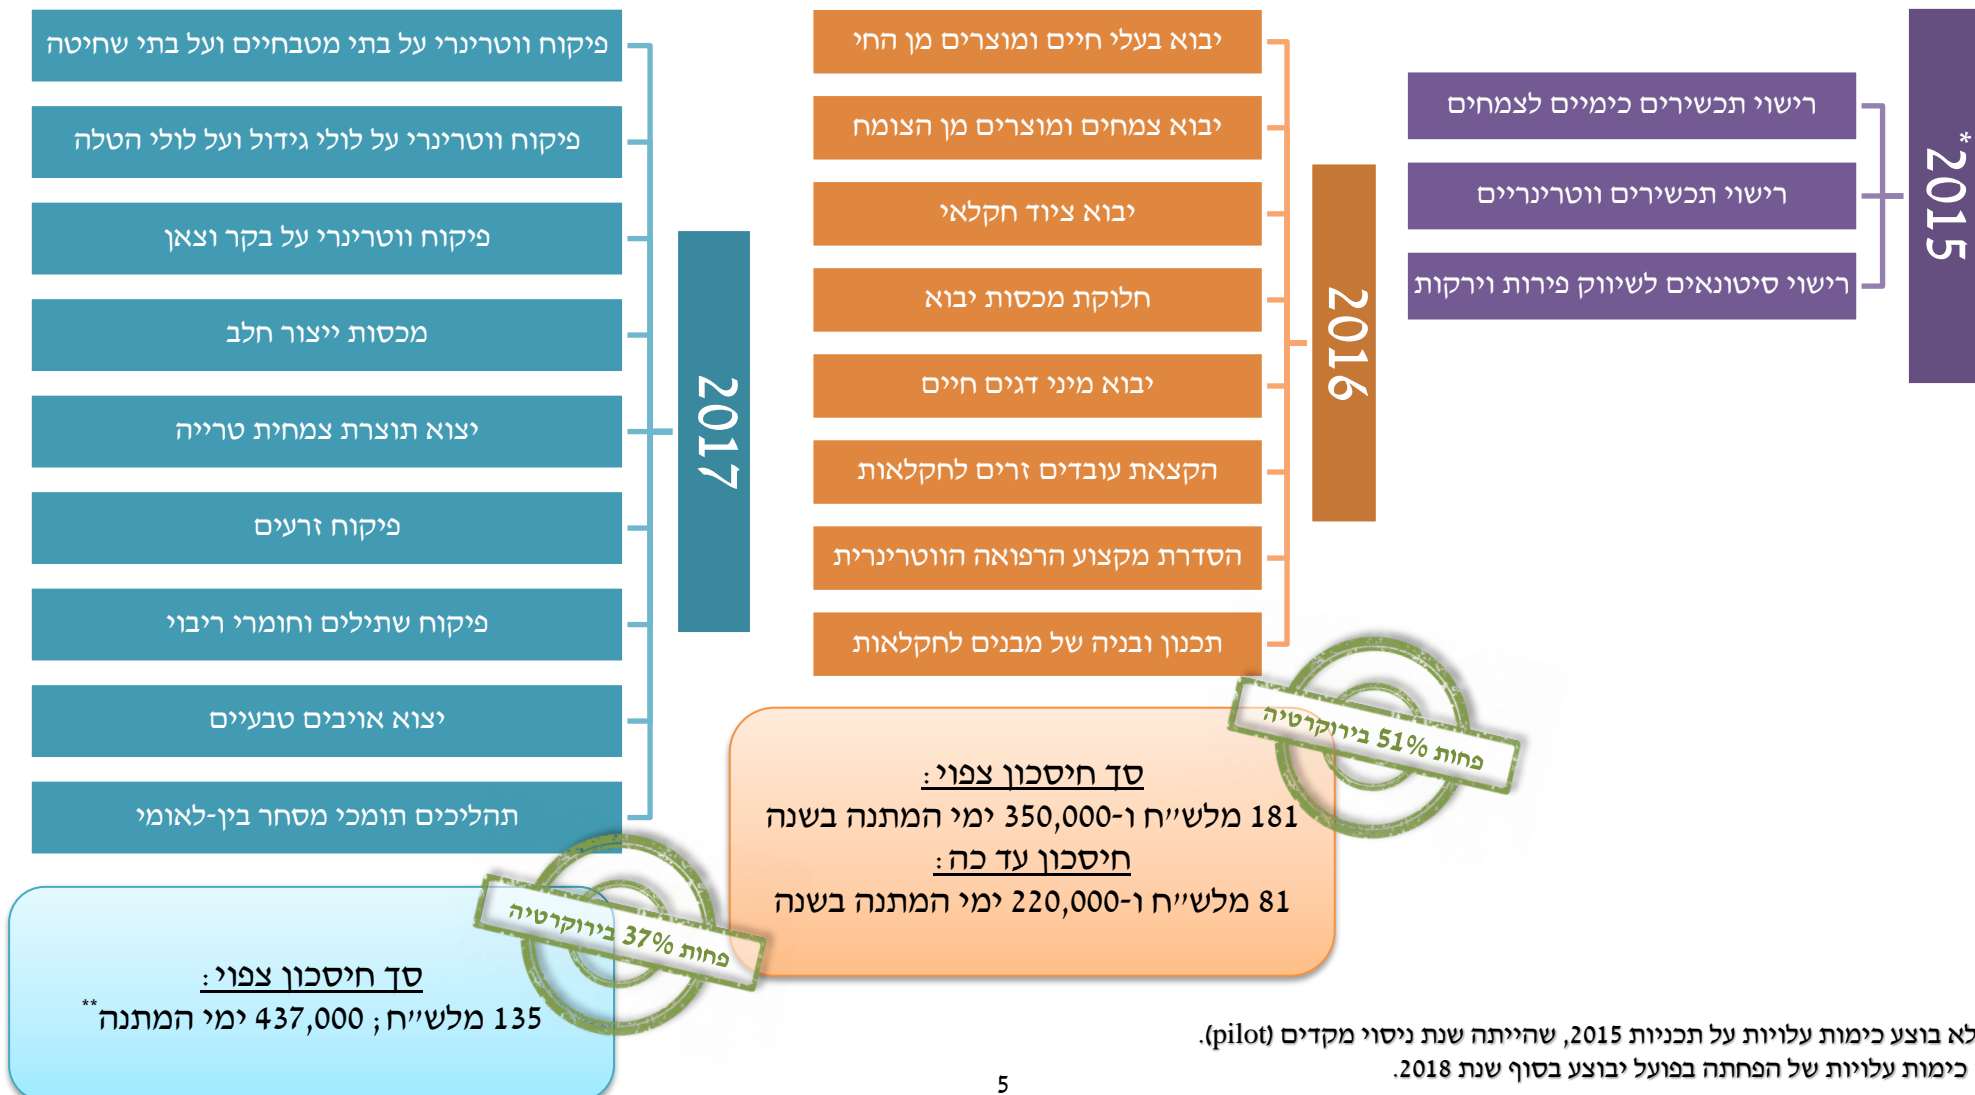 2015*
רישוי תכשירים כימיים לצמחים
רישוי תכשירים ווטרינריים
רישוי סיטונאים לשיווק פירות וירקות
2016
יבוא בעלי חיים ומוצרים מן החי
יבוא צמחים ומוצרים מן הצומח
יבוא ציוד חקלאי
חלוקת מכסות יבוא
יבוא מיני דגים חיים
הקצאת עובדים זרים לחקלאות
הסדרת מקצוע הרפואה הווטרינרית
תכנון ובניה של מבנים לחקלאות
פחות 51% בירוקרטיה
סך חיסכון צפוי:
181 מלש״ח ו-350,000 ימי המתנה בשנה
חיסכון עד כה:
81 מלש״ח ו-220,000 ימי המתנה בשנה
2017
פיקוח ווטרינרי על בתי מטבחיים ועל בתי שחיטה
פיקוח ווטרינרי על לולי גידול ועל לולי הטלה
פיקוח ווטרינרי על בקר וצאן
מכסות ייצור חלב
יצוא תוצרת צמחית טרייה
פיקוח זרעים
פיקוח שתילים וחומרי ריבוי
יצוא אויבים טבעיים
תהליכים תומכי מסחר בין-לאומי
פחות 37% בירוקרטיה
סך חיסכון צפוי:
135 מלש״ח; 437,000 ימי המתנה**
לא בוצע כימות עלויות על תכניות 2015, שהייתה שנת ניסוי מקדים (pilot).
כימות עלויות של הפחתה בפועל יבוצע בסוף שנת 2018.
5